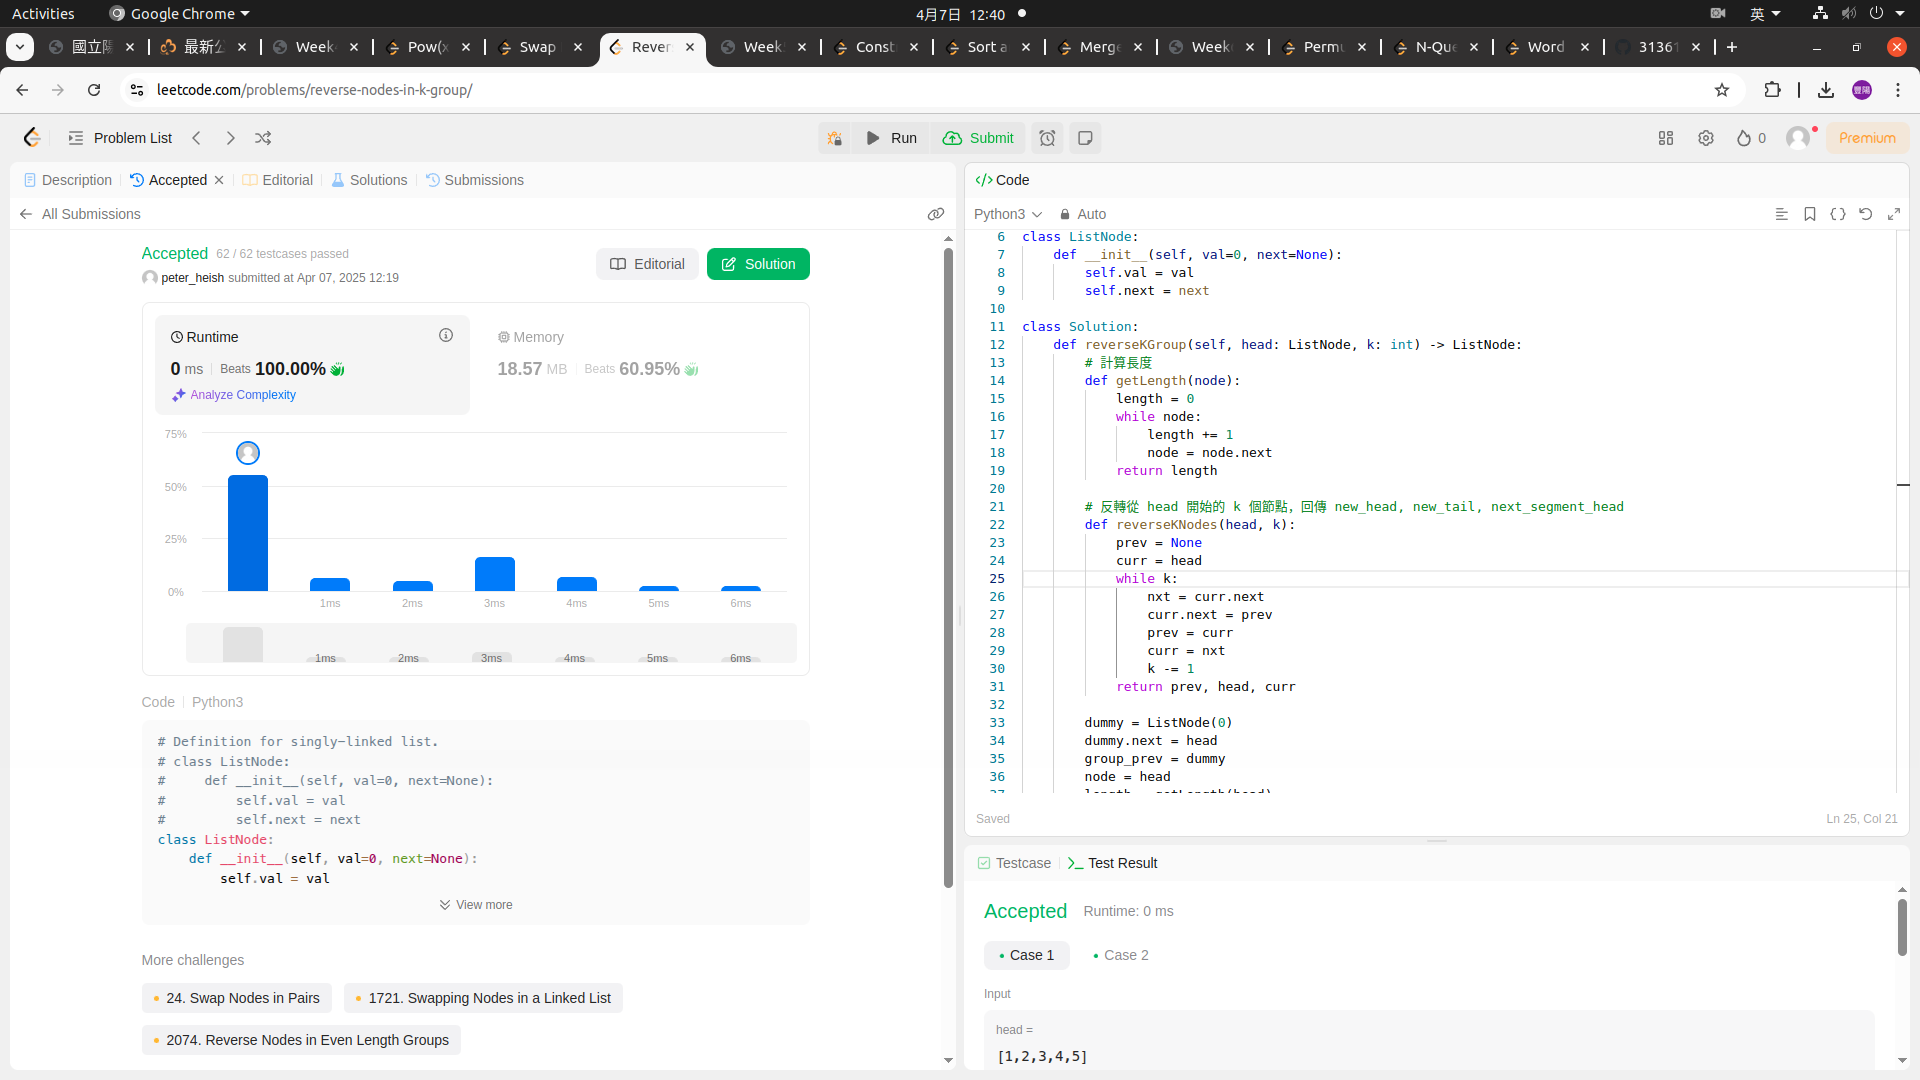 Activities
Google Chrome
4月7日 12:40
英
國立陽
最新公
Week
Pow(x
Swap
Rever
Week
Const
Sort a
Merge
Week
Permu
N-Que
Word
31361
leetcode.com/problems/reverse-nodes-in-k-group/
豐陽
Problem List
Run
Submit
0
Premium
Description
Accepted
Editorial
Solutions
Submissions
All Submissions
Accepted 62 / 62 testcases passed
peter_heish submitted at Apr 07, 2025 12:19
Editorial
Solution
Runtime
0 ms Beats 100.00%
Analyze Complexity
Memory
18.57 MB Beats 60.95%
75%
50%
25%
0%
1ms 2ms 3ms 4ms 5ms 6ms
1ms 2ms 3ms 4ms 5ms 6ms
Code Python3
# Definition for singly-linked list.
# class ListNode:
#     def __init__(self, val=0, next=None):
#         self.val = val
#         self.next = next
class ListNode:
    def __init__(self, val=0, next=None):
        self.val = val
View more
More challenges
24. Swap Nodes in Pairs
1721. Swapping Nodes in a Linked List
2074. Reverse Nodes in Even Length Groups
Code
Python3
Auto
6 class ListNode:
7     def __init__(self, val=0, next=None):
8         self.val = val
9         self.next = next
10
11 class Solution:
12     def reverseKGroup(self, head: ListNode, k: int) -> ListNode:
13         # 計算長度
14         def getLength(node):
15             length = 0
16             while node:
17                 length += 1
18                 node = node.next
19             return length
20
21         # 反轉從 head 開始的 k 個節點，回傳 new_head, new_tail, next_segment_head
22         def reverseKNodes(head, k):
23             prev = None
24             curr = head
25             while k:
26                 nxt = curr.next
27                 curr.next = prev
28                 prev = curr
29                 curr = nxt
30                 k -= 1
31             return prev, head, curr
32
33         dummy = ListNode(0)
34         dummy.next = head
35         group_prev = dummy
36         node = head
37         length = getLength(head)
Saved
Ln 25, Col 21
Testcase
Test Result
Accepted Runtime: 0 ms
Case 1
Case 2
Input
head =
[1,2,3,4,5]